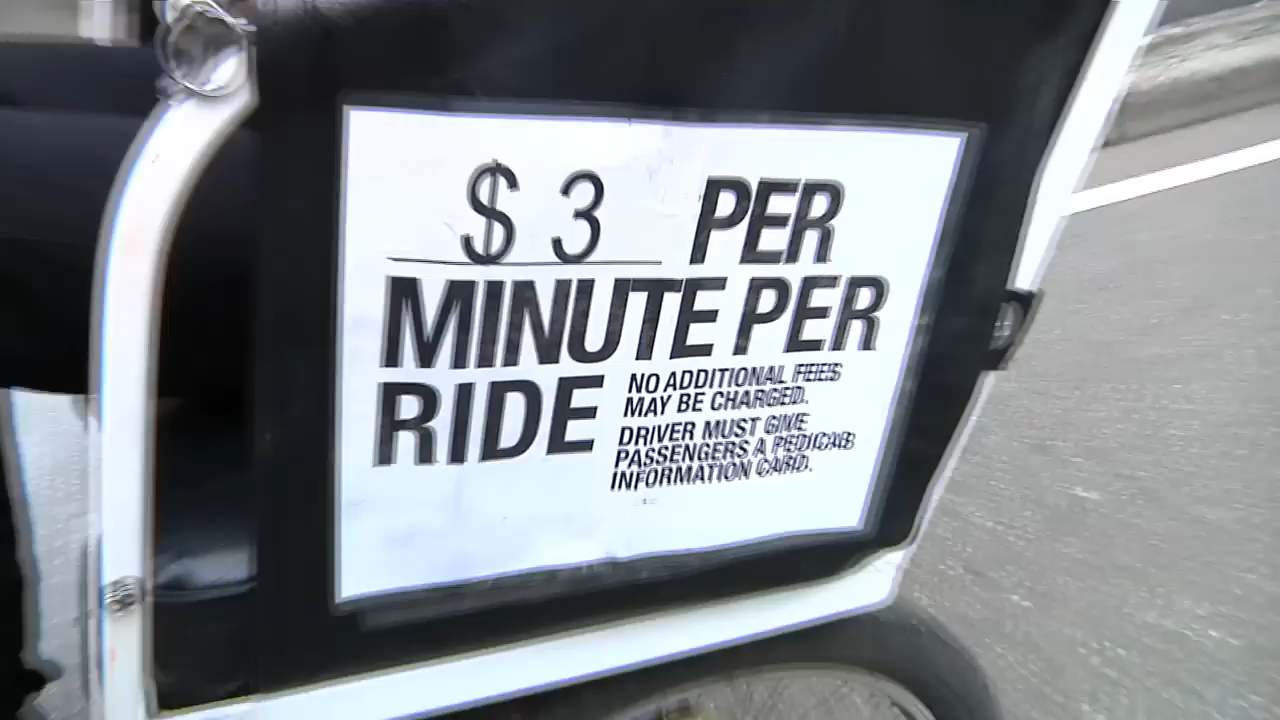 $ 3 PER
MINUTE PER
RIDE
NO ADDITIONAL FEES
MAY BE CHARGED.
DRIVER MUST GIVE
PASSENGERS A PEDICAB
INFORMATION CARD.